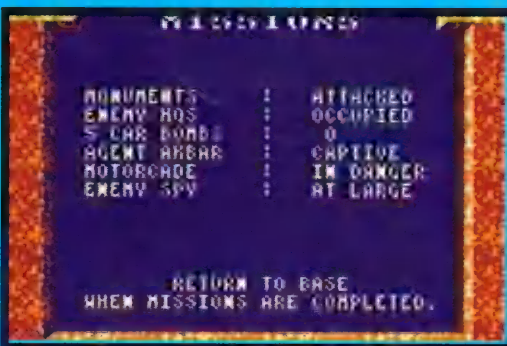 MISSIONS
MONUMENTS : ATTACKED
ENEMY HQS : OCCUPIED
5 CAR BOMBS : 0
AGENT AKBAR : CAPTIVE
MOTORCADE : IN DANGER
ENEMY SPY : AT LARGE
RETURN TO BASE
WHEN MISSIONS ARE COMPLETED.